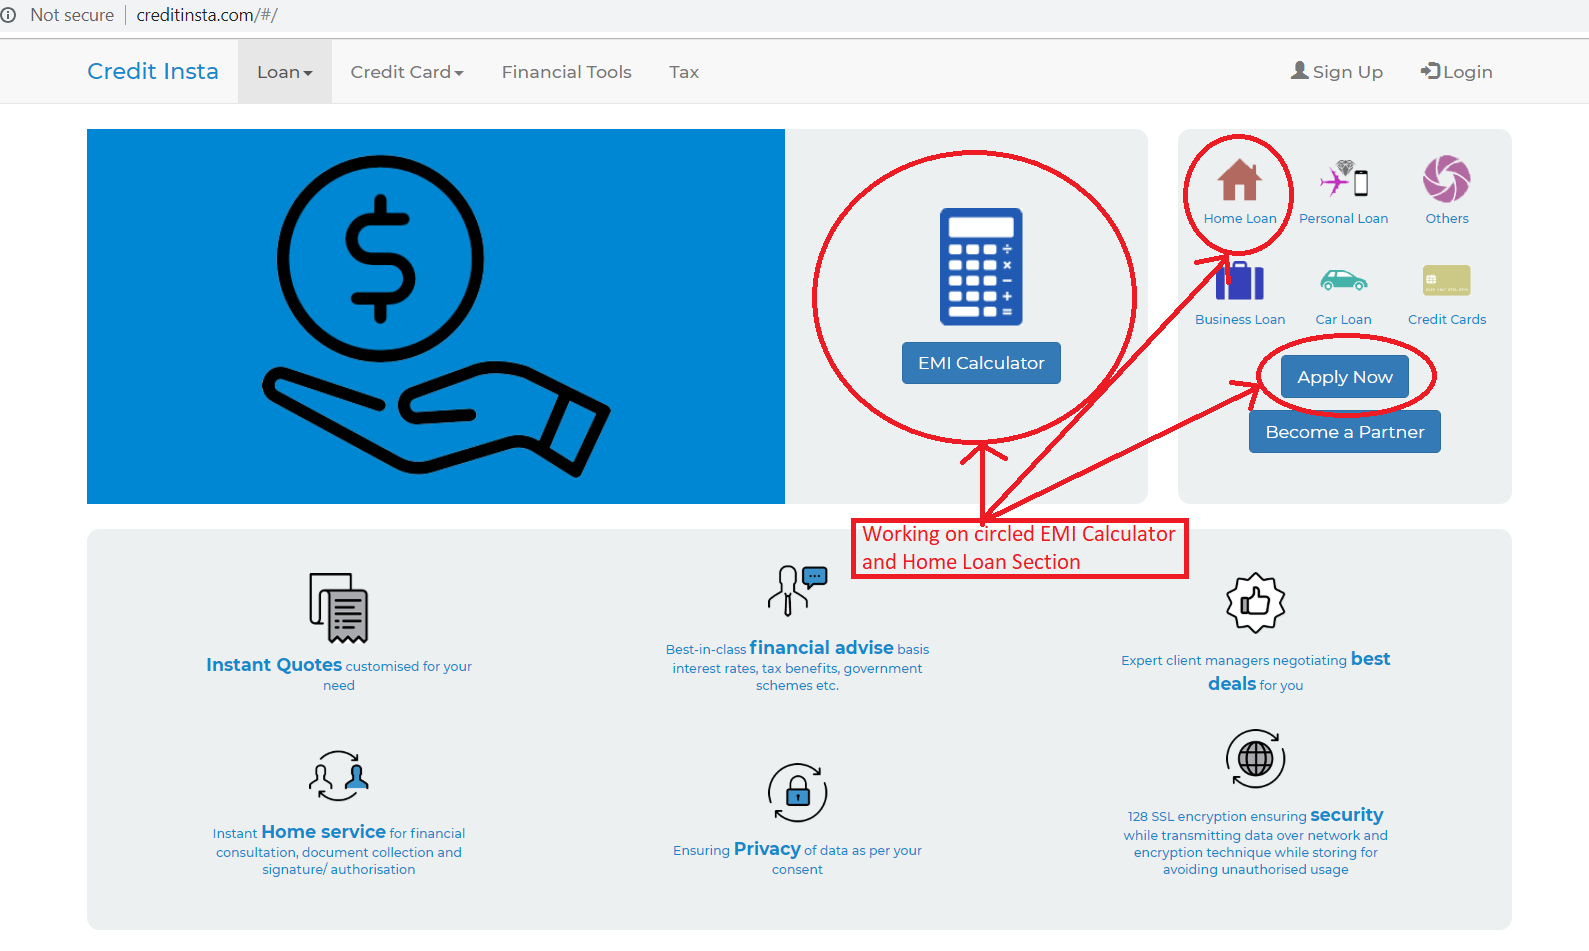 Not secure | creditinsta.com/#/
Credit Insta Loan Credit Card Financial Tools Tax Sign Up Login
EMI Calculator
Home Loan Personal Loan Others
Business Loan Car Loan Credit Cards
Apply Now
Become a Partner
Working on circled EMI Calculator
and Home Loan Section
Instant Quotes customised for your
need
Best-in-class financial advise basis
interest rates, tax benefits, government
schemes etc.
Expert client managers negotiating best
deals for you
Instant Home service for financial
consultation, document collection and
signature/ authorisation
Ensuring Privacy of data as per your
consent
128 SSL encryption ensuring security
while transmitting data over network and
encryption technique while storing for
avoiding unauthorised usage